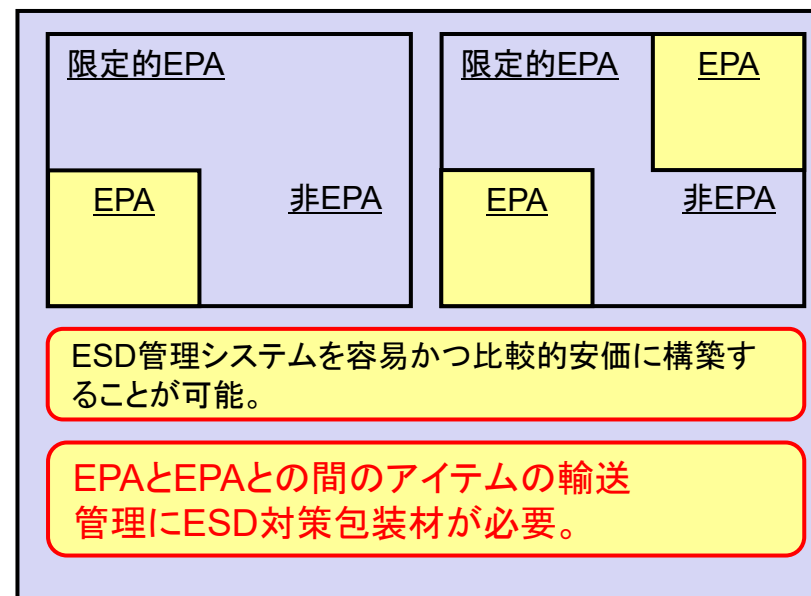 限定的EPA
EPA
非EPA
限定的EPA
EPA
EPA
非EPA
ESD管理システムを容易かつ比較的安価に構築す
ることが可能。
EPAとEPAとの間のアイテムの輸送
管理にESD対策包装材が必要。